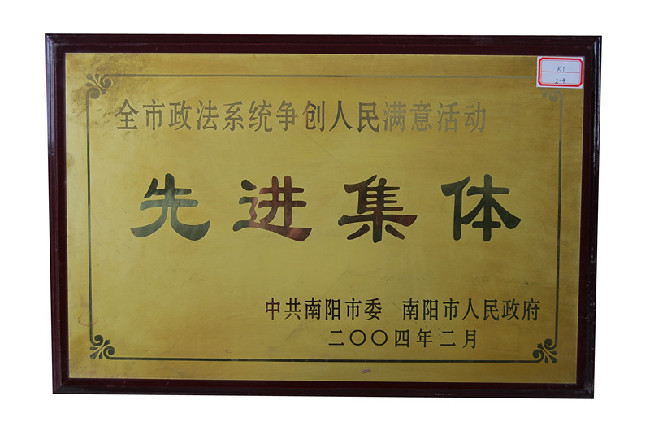 全市政法系统争创人民满意活动
先进集体
中共南阳市委 南阳市人民政府
二〇〇四年二月